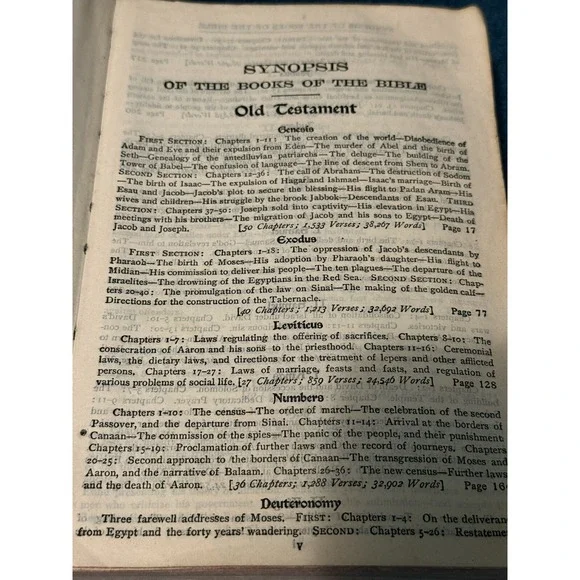 SYNOPSIS
OF THE BOOKS OF THE BIBLE
Old Testament
Genesis
FIRST SECTION: Chapters 1-11: The creation of the world—Disobedience of
Adam and Eve and their expulsion from Eden—The murder of Abel and the birth of
Seth—Genealogy of the antediluvian patriarchs—The deluge—The building of the
Tower of Babel—The confusion of language—The line of descent from Shem to Abram.
SECOND SECTION: Chapters 12-36: The call of Abraham—The destruction of Sodom
—The birth of Isaac—The expulsion of Hagar and Ishmael—Isaac's marriage—Birth of
Esau and Jacob—Jacob's plot to secure the blessing—His flight to Padan Aram—His
wives and children—His struggle by the brook Jabbok—Descendants of Esau. THIRD
SECTION: Chapters 37-50: Joseph sold into captivity—His elevation in Egypt—His
meetings with his brothers—The migration of Jacob and his sons to Egypt—Death of
Jacob and Joseph. [50 Chapters; 1,533 Verses; 38,267 Words] Page 17
Exodus
FIRST SECTION: Chapters 1-18: The oppression of Jacob's descendants by
Pharaoh—The birth of Moses—His adoption by Pharaoh's daughter—His flight to
Midian—His commission to deliver his people—The ten plagues—The departure of the
Israelites—The drowning of the Egyptians in the Red Sea. SECOND SECTION: Chap-
ters 20-40: The promulgation of the law on Sinai—The making of the golden calf—
Directions for the construction of the Tabernacle.
[40 Chapters; 1,213 Verses; 32,692 Words] Page 77
Leviticus
Chapters 1-7: Laws regulating the offering of sacrifices. Chapters 8-10: The
consecration of Aaron and his sons to the priesthood. Chapters 11-16: Ceremonial
laws, the dietary laws, and directions for the treatment of lepers and other afflicted
persons. Chapters 17-27: Laws of marriage, feasts and fasts, and regulation of
various problems of social life. [27 Chapters; 859 Verses; 24,546 Words] Page 128
Numbers
Chapters 1-10: The census—The order of march—The celebration of the second
Passover, and the departure from Sinai. Chapters 11-14: Arrival at the borders of
Canaan—The commission of the spies—The panic of the people, and their punishment
Chapters 15-19: Proclamation of further laws and the record of journeys. Chapters
20-25: Second approach to the borders of Canaan—The transgression of Moses and
Aaron, and the narrative of Balaam. Chapters 26-36: The new census—Further laws
and the death of Aaron. [36 Chapters; 1,288 Verses; 32,902 Words] Page 16
Deuteronomy
Three farewell addresses of Moses. FIRST: Chapters 1-4: On the deliveran
from Egypt and the forty years' wandering. SECOND: Chapters 5-26: Restateme
V